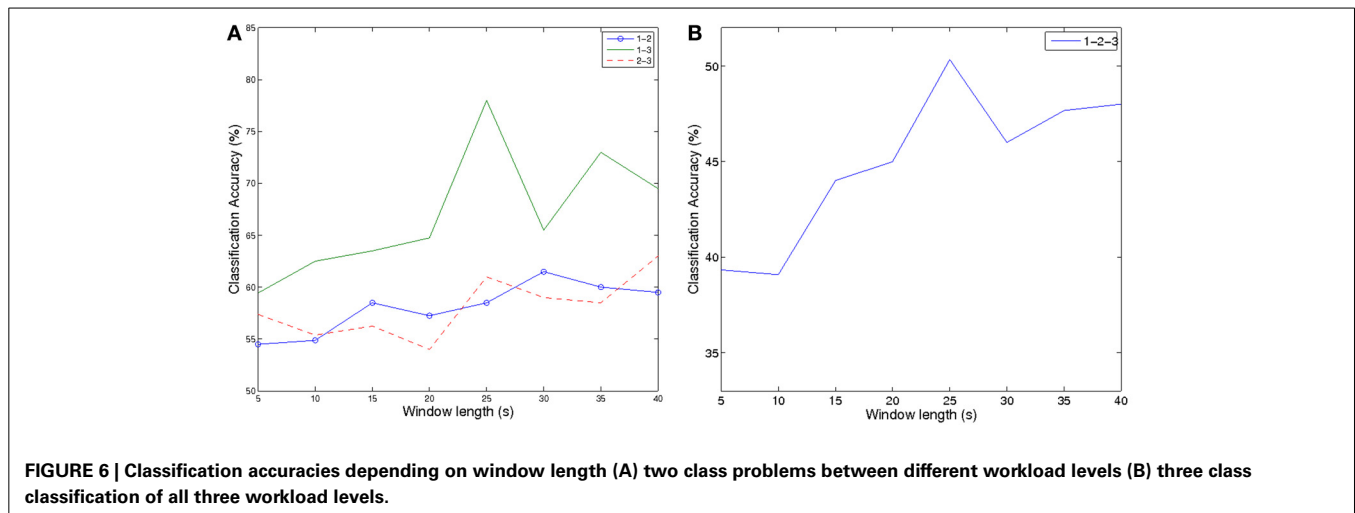 A
85
80
75
70
65
60
55
50
Classification Accuracy (%)
5 10 15 20 25 30 35 40
Window length (s)
1-2
1-3
2-3
B
50
45
40
35
Classification Accuracy (%)
5 10 15 20 25 30 35 40
Window length (s)
1-2-3
FIGURE 6 | Classification accuracies depending on window length (A) two class problems between different workload levels (B) three class
classification of all three workload levels.